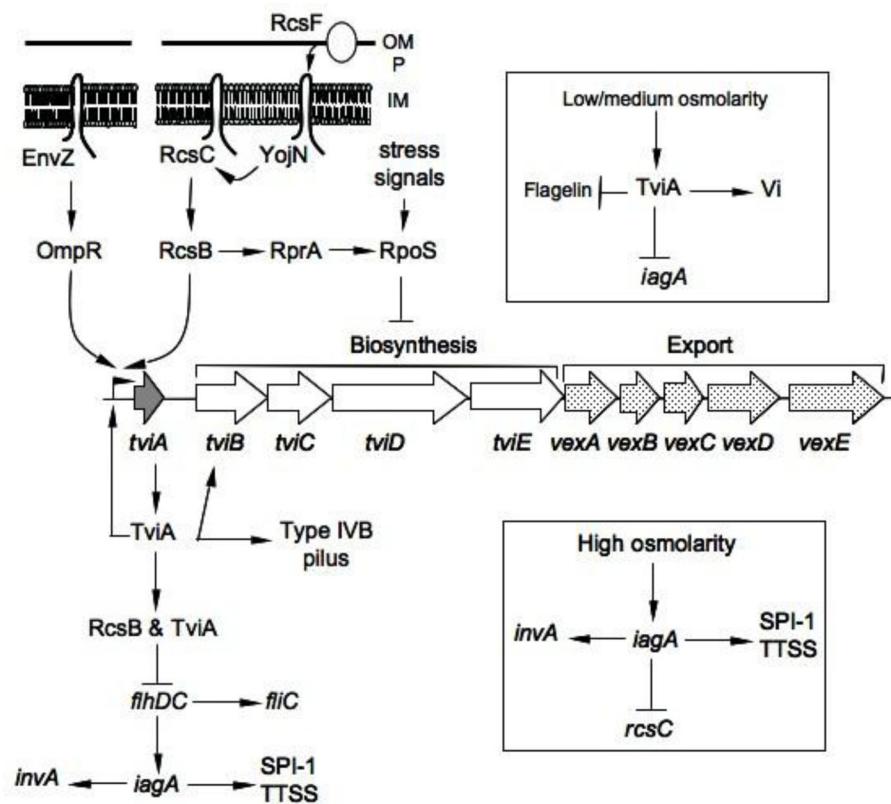 RcsF
OM
P
IM
EnvZ
RcsC
YojN
stress
signals
OmpR
RcsB
RprA
RpoS
Low/medium osmolarity
Flagelin
TviA
Vi
iagA
Biosynthesis
Export
tviA
tviB
tviC
tviD
tviE
vexA
vexB
vexC
vexD
vexE
TviA
Type IVB
pilus
RcsB & TviA
flhDC
fliC
invA
iagA
SPI-1
TTSS
High osmolarity
invA
iagA
SPI-1
TTSS
rcsC